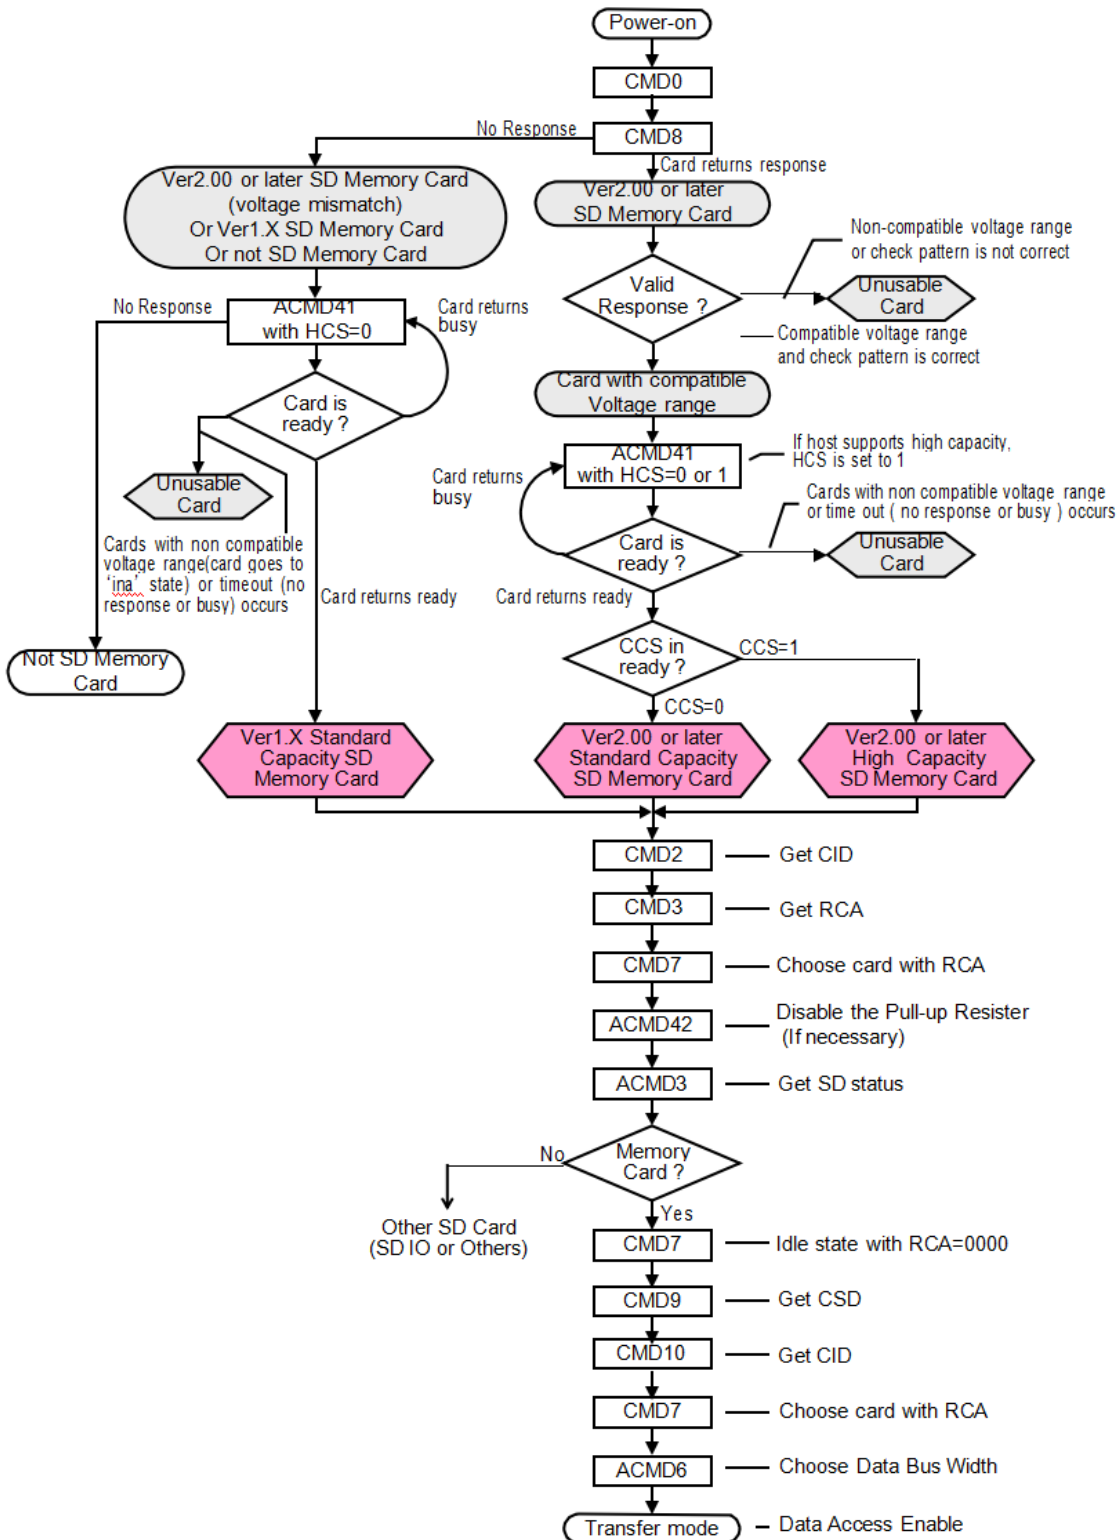 Power-on
CMD0
No Response
CMD8
Card returns response
Ver2.00 or later SD Memory Card
(voltage mismatch)
Or Ver1.X SD Memory Card
Or not SD Memory Card
Ver2.00 or later
SD Memory Card
Non-compatible voltage range
or check pattern is not correct
Valid
Response ?
Unusable
Card
No Response
ACMD41
with HCS=0
Card returns
busy
Compatible voltage range
and check pattern is correct
Card with compatible
Voltage range
Card is
ready ?
ACMD41
with HCS=0 or 1
If host supports high capacity,
HCS is set to 1
Card returns
busy
Unusable
Card
Cards with non compatible voltage range
or time out ( no response or busy ) occurs
Card is
ready ?
Unusable
Card
Cards with non compatible
voltage range(card goes to
‘ina’ state) or timeout (no
response or busy) occurs
Card returns ready
Card returns ready
CCS in
ready ?
CCS=1
Not SD Memory
Card
CCS=0
Ver1.X Standard
Capacity SD
Memory Card
Ver2.00 or later
Standard Capacity
SD Memory Card
Ver2.00 or later
High Capacity
SD Memory Card
CMD2
Get CID
CMD3
Get RCA
CMD7
Choose card with RCA
ACMD42
Disable the Pull-up Resister
(If necessary)
ACMD3
Get SD status
No
Memory
Card ?
Yes
Other SD Card
(SD IO or Others)
CMD7
Idle state with RCA=0000
CMD9
Get CSD
CMD10
Get CID
CMD7
Choose card with RCA
ACMD6
Choose Data Bus Width
Transfer mode
Data Access Enable